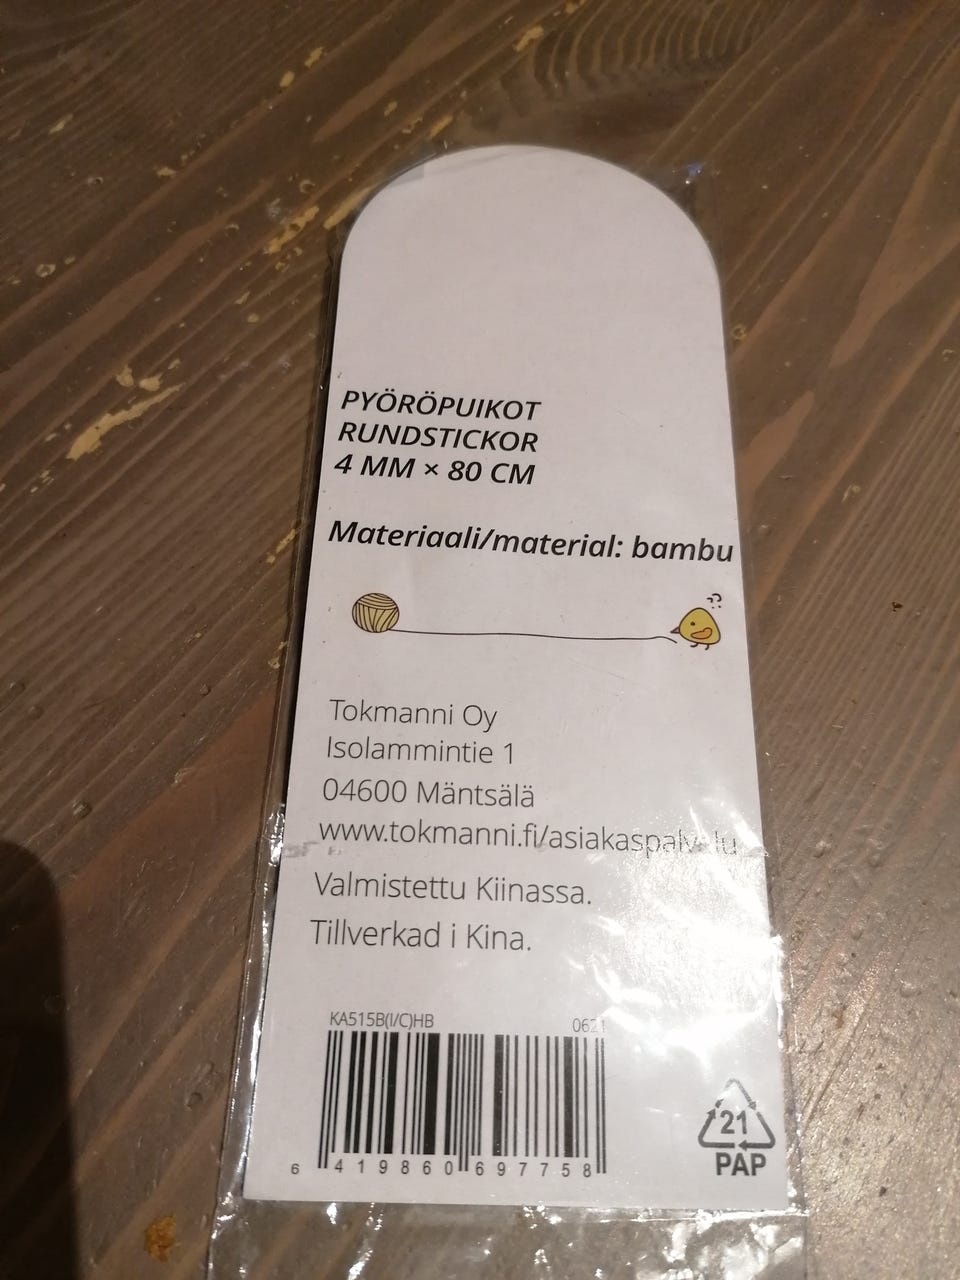 PYÖRÖPUIKOT
RUNDSTICKOR
4 MM × 80 CM
Materiaali/material: bambu
Tokmanni Oy
Isolammintie 1
04600 Mäntsälä
www.tokmanni.fi/asiakaspalvelu
Valmistettu Kiinassa.
Tillverkad i Kina.
KA515B(I/C)HB 0621
6 419860 697758
21
PAP